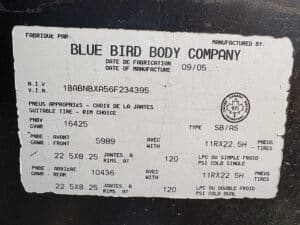 FABRIQUE PAR: MANUFACTURED BY:
BLUE BIRD BODY COMPANY
DATE DE FABRICATION
DATE OF MANUFACTURE 09/05
N.I.V
V.I.N. 1BABNBXA56F234395
PNEUS APPROPRIES - CHOIX DE LA JANTES
SUITABLE TIRE - RIM CHOICE
PNBV
GVWR 16425 TYPE SB/AS
PNBE AVANT AVEC PNEUS
GAWR FRONT 5989 WITH 11RX22.5H TIRES
22.5X8.25 JANTES A LPC DU SIMPLE FROID
RIMS AT 120 PSI COLD SINGLE
PNBE ARRIERE AVEC
GAWR REAR 10436 WITH 11RX22.5H
22.5X8.25 JANTES A LPC DU DOUBLE FROID
RIMS AT 120 PSI COLD DUAL